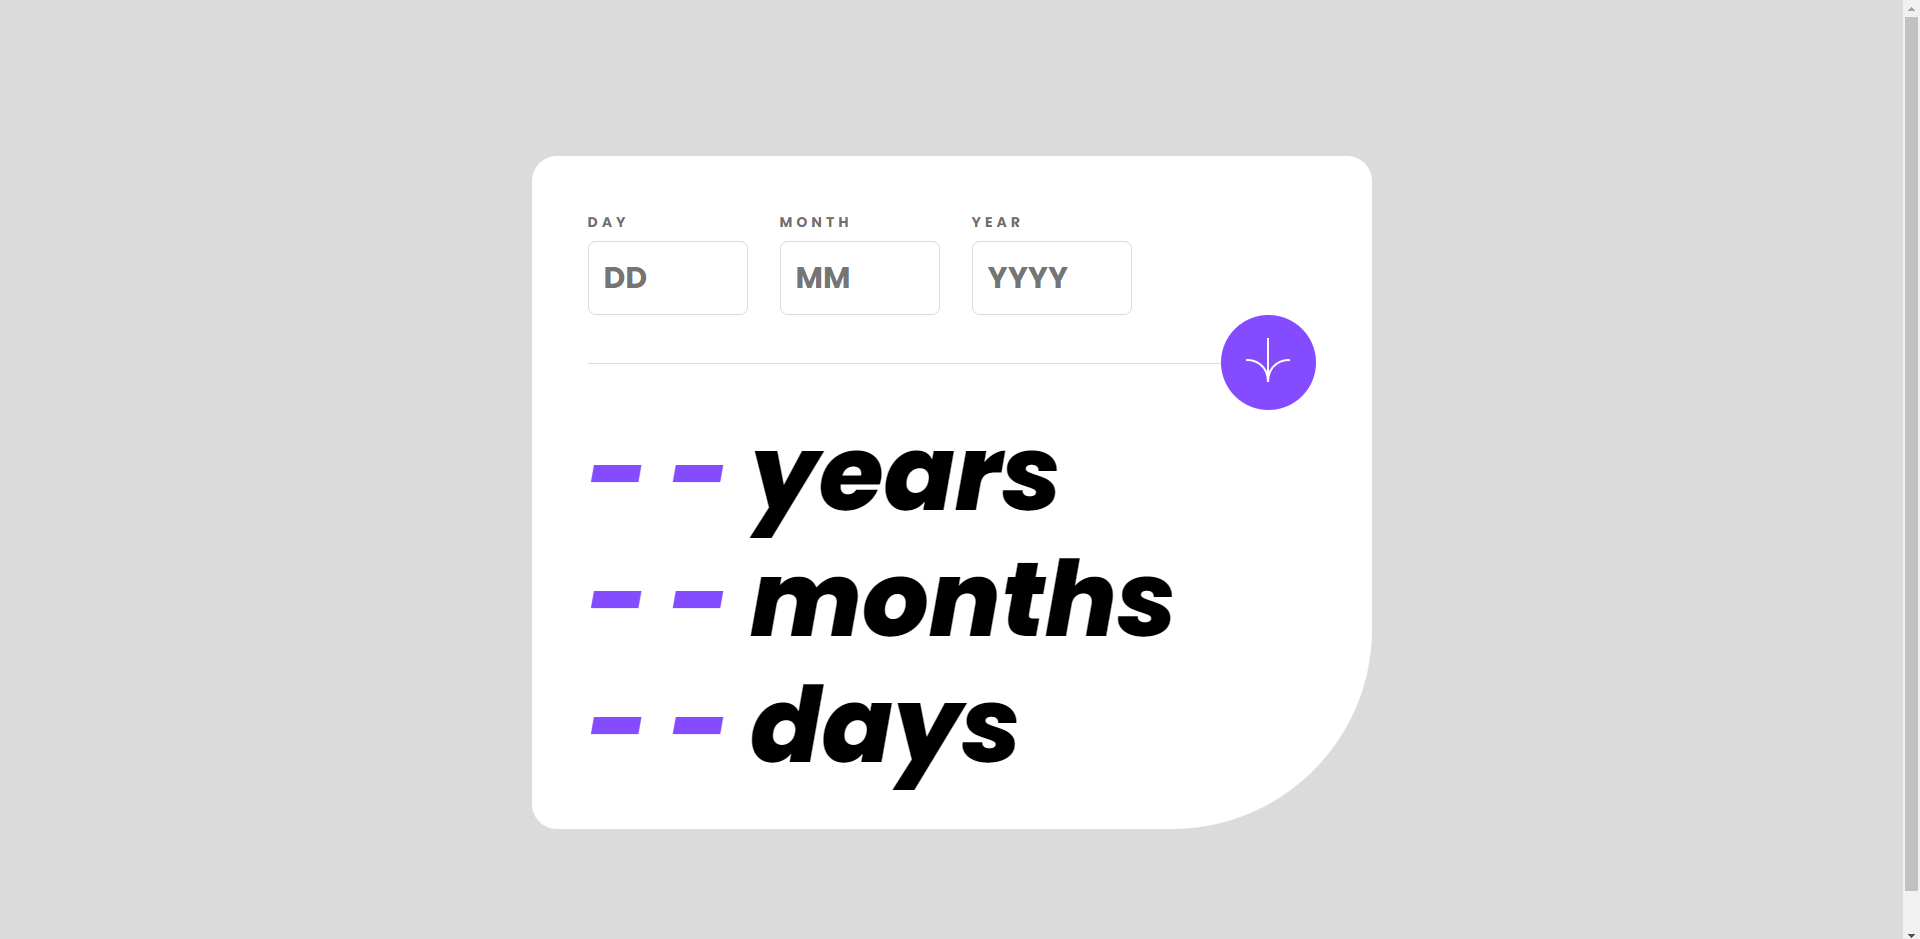 DAY MONTH YEAR
DD MM YYYY
- - years
- - months
- - days